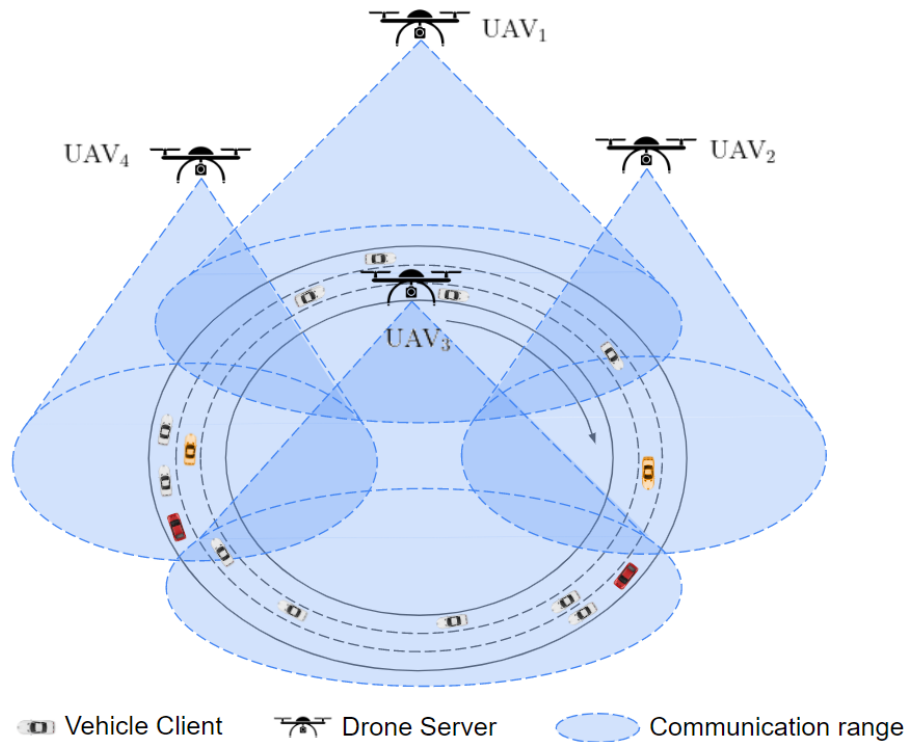 UAV₁
UAV₄
UAV₂
UAV₃
Vehicle Client
Drone Server
Communication range